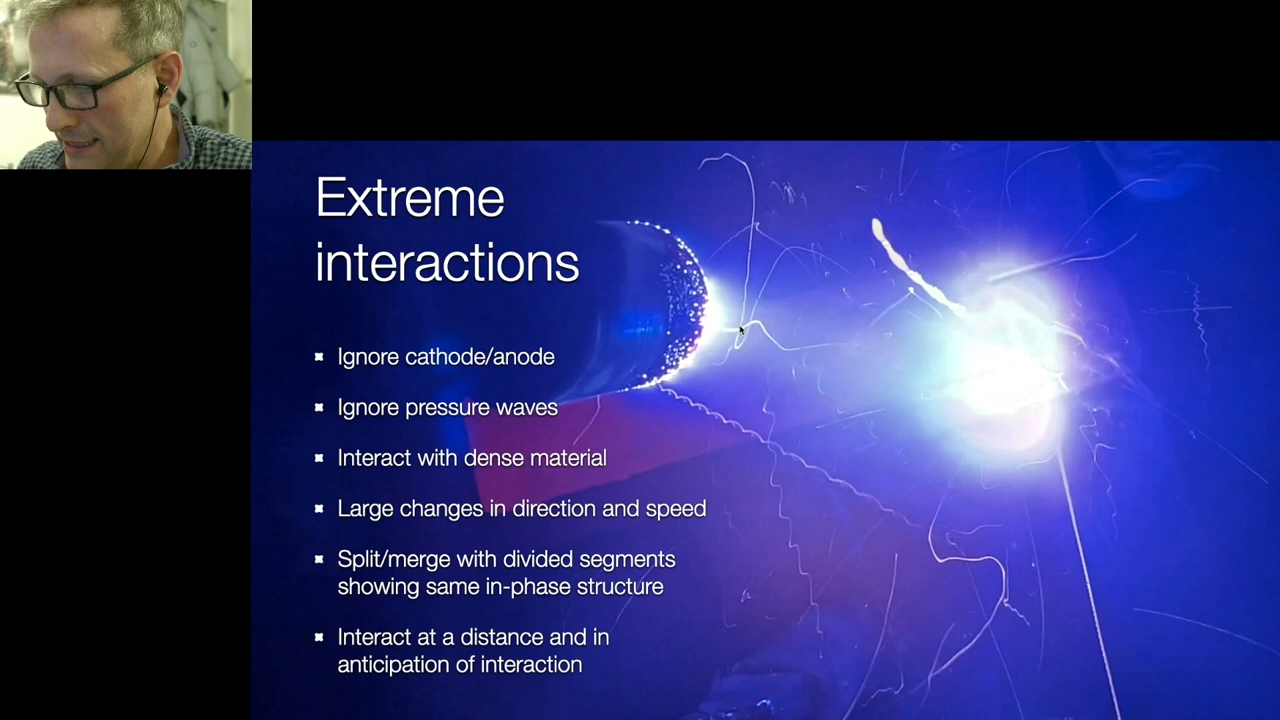 Extreme
interactions
Ignore cathode/anode
Ignore pressure waves
Interact with dense material
Large changes in direction and speed
Split/merge with divided segments
showing same in-phase structure
Interact at a distance and in
anticipation of interaction